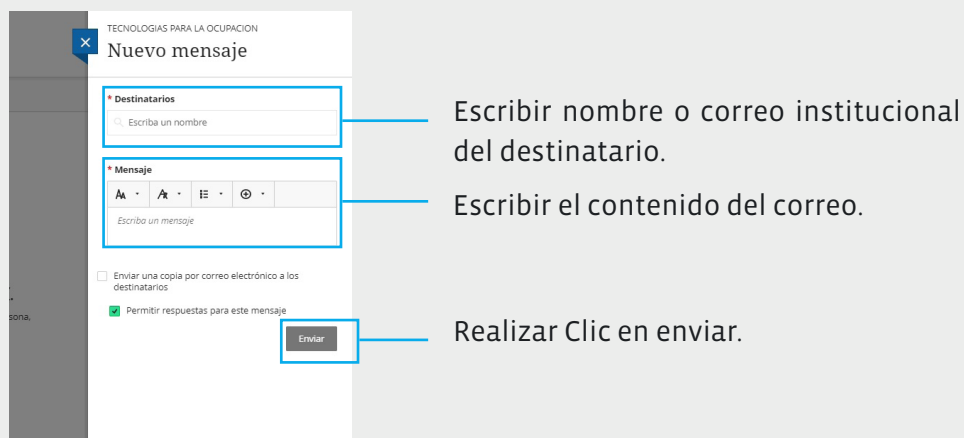 TECNOLOGIAS PARA LA OCUPACION
Nuevo mensaje
* Destinatarios
Escriba un nombre
Escribir nombre o correo institucional
del destinatario.
* Mensaje
Escriba un mensaje
Escribir el contenido del correo.
Enviar una copia por correo electrónico a los
destinatarios
sona,
Permitir respuestas para este mensaje
Enviar
Realizar Clic en enviar.